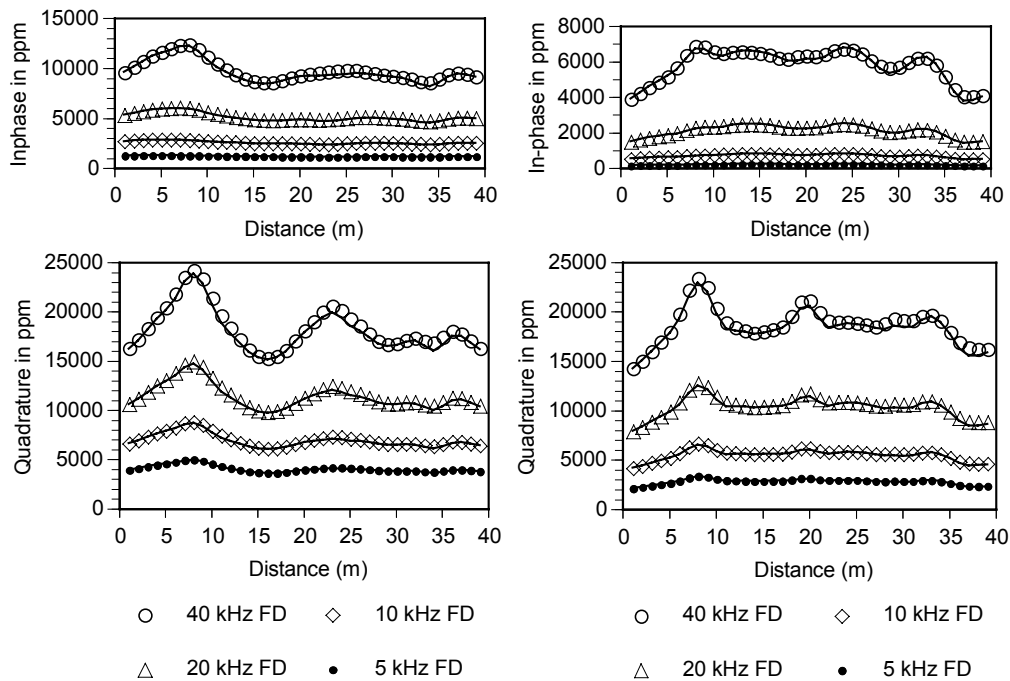 Inphase in ppm
15000
10000
5000
0
0 5 10 15 20 25 30 35 40
Distance (m)
In-phase in ppm
8000
6000
4000
2000
0
0 5 10 15 20 25 30 35 40
Distance (m)
Quadrature in ppm
25000
20000
15000
10000
5000
0
0 5 10 15 20 25 30 35 40
Distance (m)
Quadrature in ppm
25000
20000
15000
10000
5000
0
0 5 10 15 20 25 30 35 40
Distance (m)
40 kHz FD 10 kHz FD
20 kHz FD 5 kHz FD
40 kHz FD 10 kHz FD
20 kHz FD 5 kHz FD